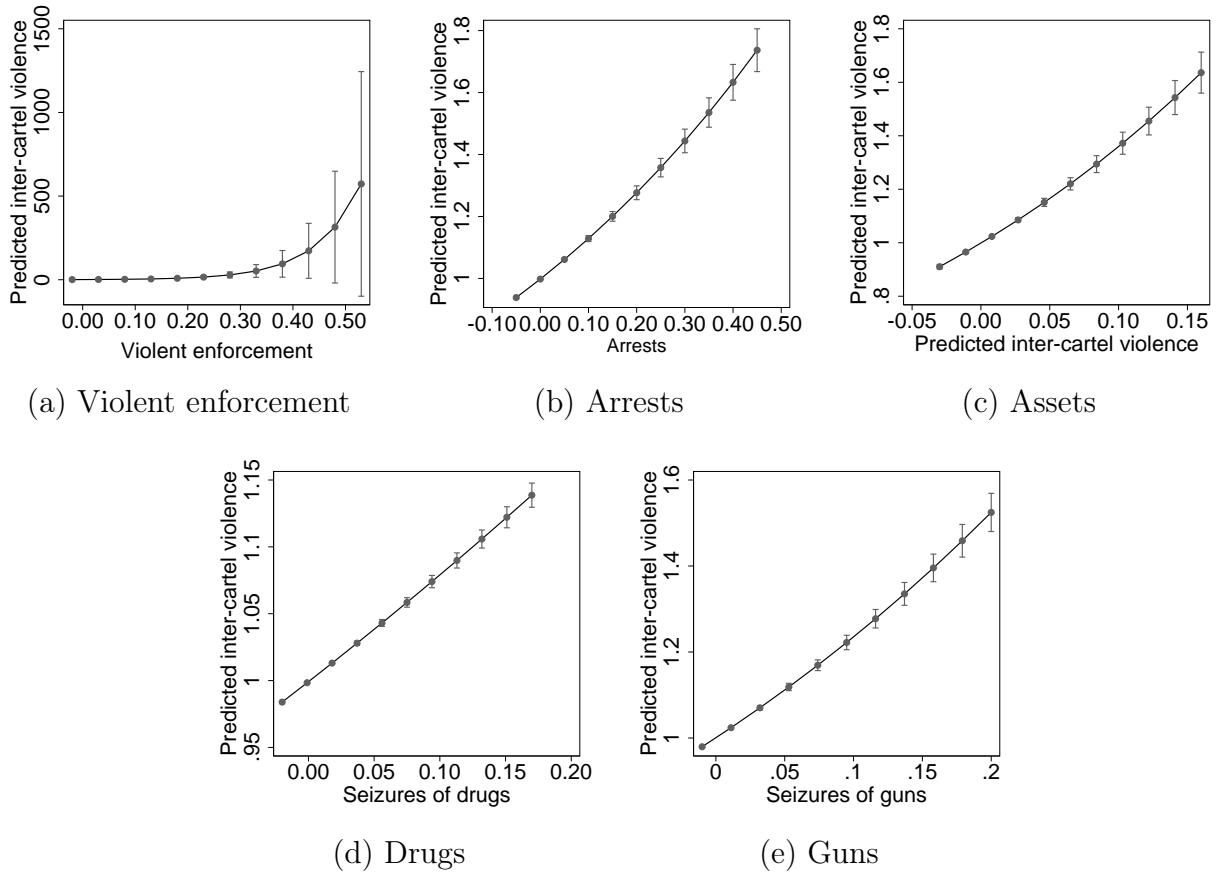 Predicted inter-cartel violence
0 500 1000 1500
0.00 0.10 0.20 0.30 0.40 0.50
Violent enforcement
(a) Violent enforcement
Predicted inter-cartel violence
1 1.2 1.4 1.6 1.8
-0.10 0.00 0.10 0.20 0.30 0.40 0.50
Arrests
(b) Arrests
Predicted inter-cartel violence
.8 1 1.2 1.4 1.6 1.8
-0.05 0.00 0.05 0.10 0.15
Predicted inter-cartel violence
(c) Assets
Predicted inter-cartel violence
.95 1 1.05 1.1 1.15
0.00 0.05 0.10 0.15 0.20
Seizures of drugs
(d) Drugs
Predicted inter-cartel violence
1 1.2 1.4 1.6
0 .05 .1 .15 .2
Seizures of guns
(e) Guns